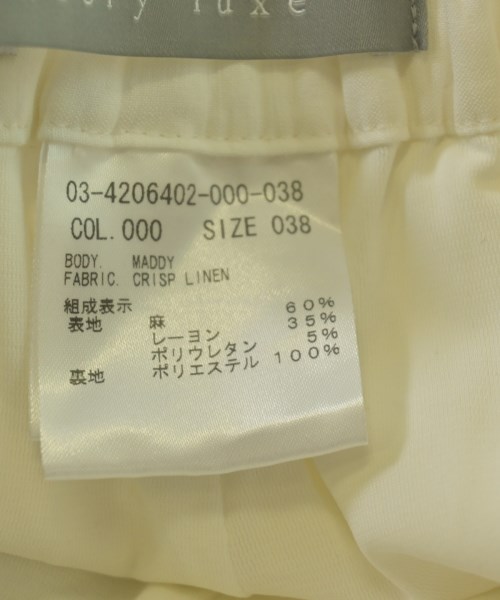 luxe
03-4206402-000-038
COL. 000 SIZE 038
BODY. MADDY
FABRIC. CRISP LINEN
組成表示
表地 麻 60%
レーヨン 35%
ポリウレタン 5%
裏地 ポリエステル 100%